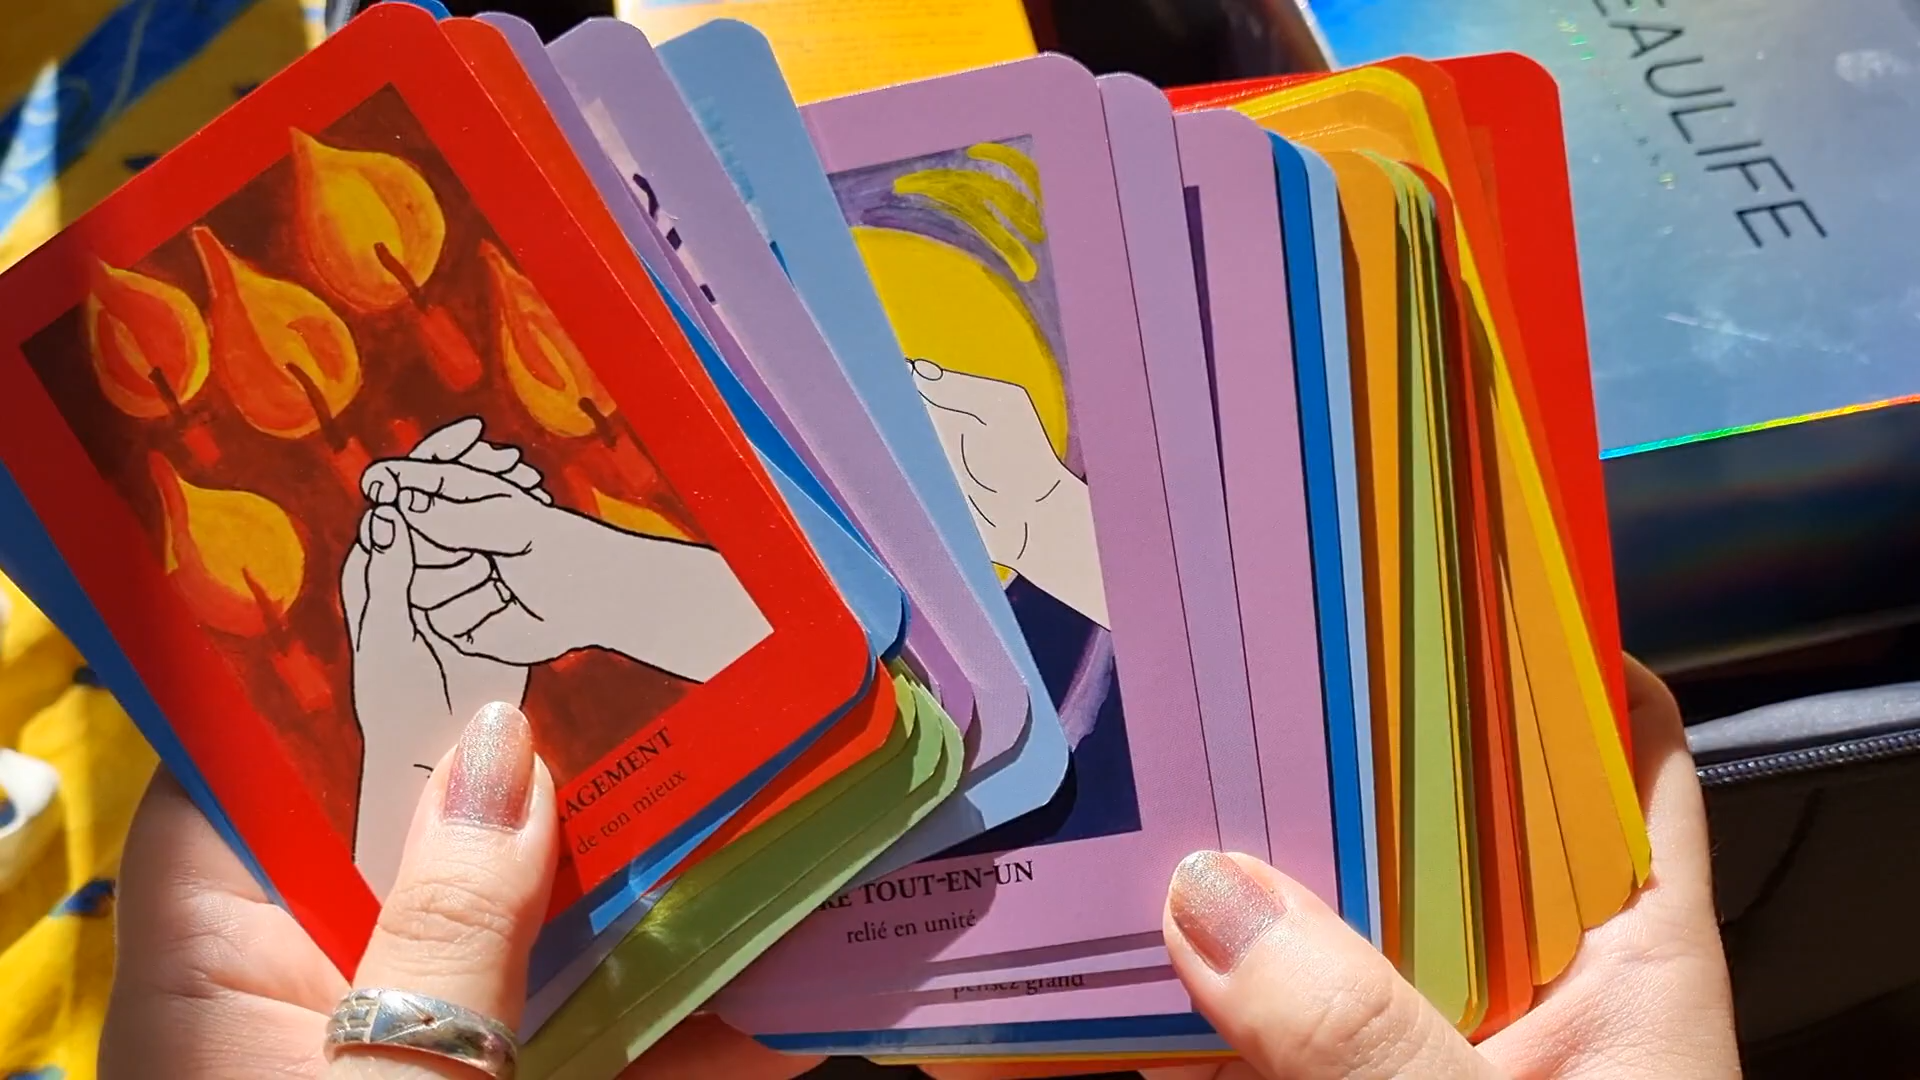 AGEMENT
de ton mieux
RE TOUT-EN-UN
relié en unité
pensez grand
EAULIFE